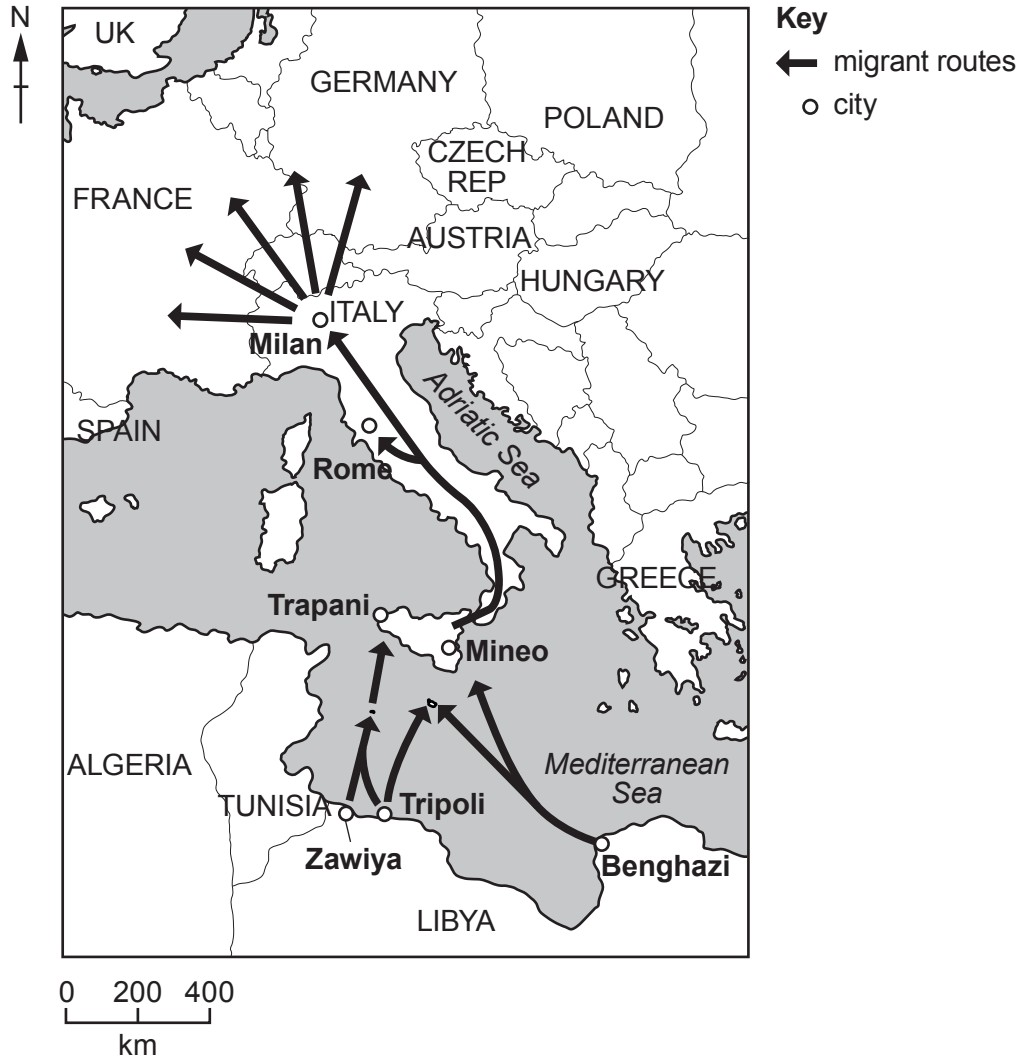 N
UK
GERMANY
POLAND
CZECH
REP
FRANCE
AUSTRIA
HUNGARY
ITALY
Milan
Adriatic Sea
SPAIN
Rome
GREECE
Trapani
Mineo
ALGERIA
Mediterranean
Sea
TUNISIA
Tripoli
Zawiya
Benghazi
LIBYA
0 200 400
km
Key
migrant routes
city